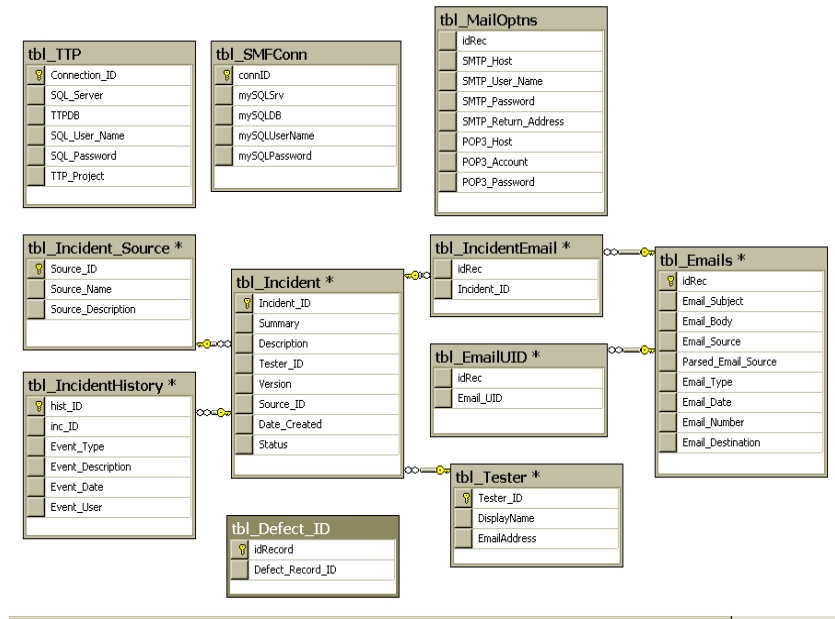 tbl_TTP
Connection_ID
SQL_Server
TTPDB
SQL_User_Name
SQL_Password
TTP_Project
tbl_SMFConn
connID
mySQLSrv
mySQLDB
mySQLUserName
mySQLPassword
tbl_MailOptns
idRec
SMTP_Host
SMTP_User_Name
SMTP_Password
SMTP_Return_Address
POP3_Host
POP3_Account
POP3_Password
tbl_Incident_Source *
Source_ID
Source_Name
Source_Description
tbl_Incident *
Incident_ID
Summary
Description
Tester_ID
Version
Source_ID
Date_Created
Status
tbl_IncidentEmail *
idRec
Incident_ID
tbl_Emails *
idRec
Email_Subject
Email_Body
Email_Source
Parsed_Email_Source
Email_Type
Email_Date
Email_Number
Email_Destination
tbl_EmailUID *
idRec
Email_UID
tbl_IncidentHistory *
hist_ID
inc_ID
Event_Type
Event_Description
Event_Date
Event_User
tbl_Tester *
Tester_ID
DisplayName
EmailAddress
tbl_Defect_ID
idRecord
Defect_Record_ID